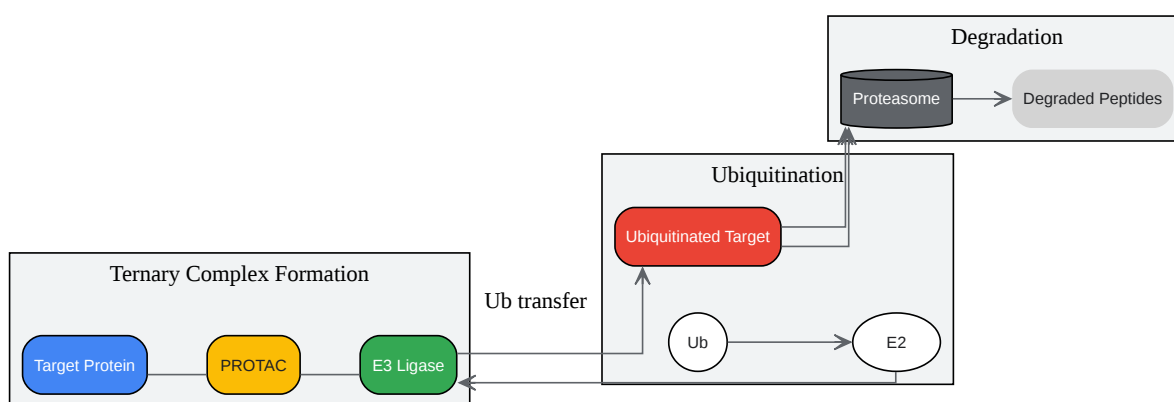 Degradation
Proteasome
Degraded Peptides
Ubiquitination
Ubiquitinated Target
Ternary Complex Formation
Ub transfer
Ub
E2
Target Protein
PROTAC
E3 Ligase